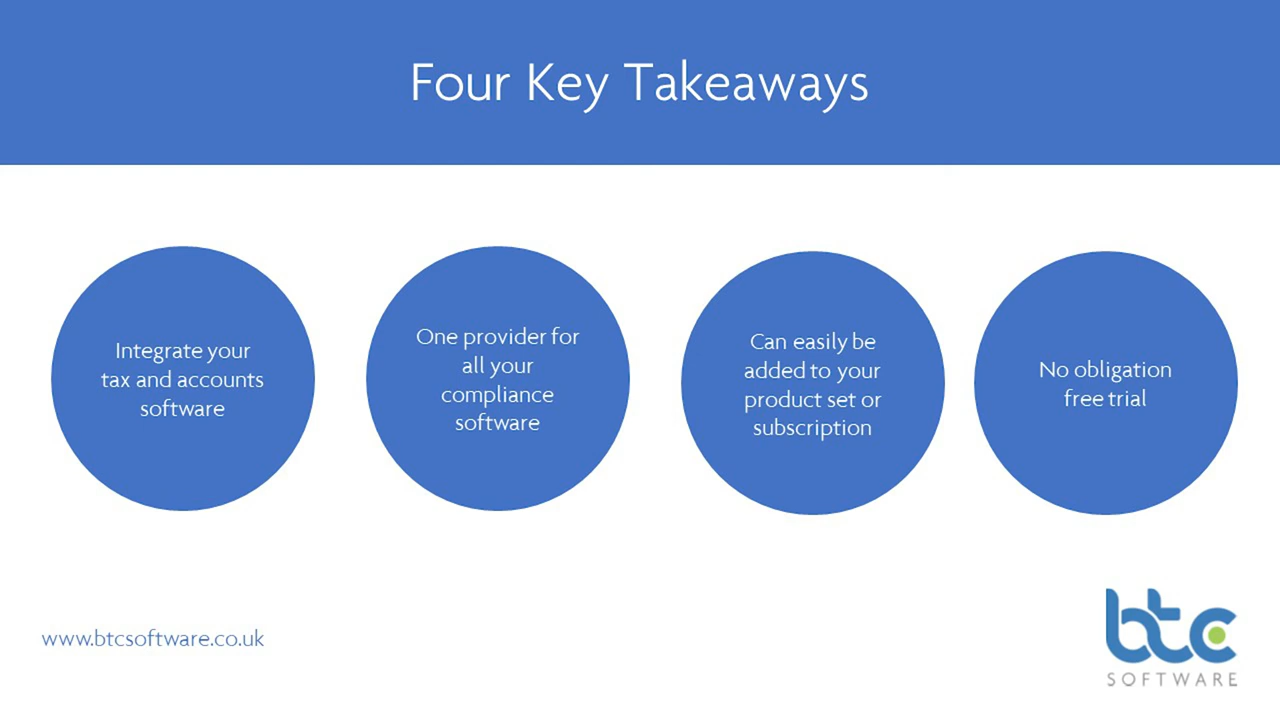 Four Key Takeaways
Integrate your
tax and accounts
software
One provider for
all your
compliance
software
Can easily be
added to your
product set or
subscription
No obligation
free trial
www.btcsoftware.co.uk
btc
SOFTWARE